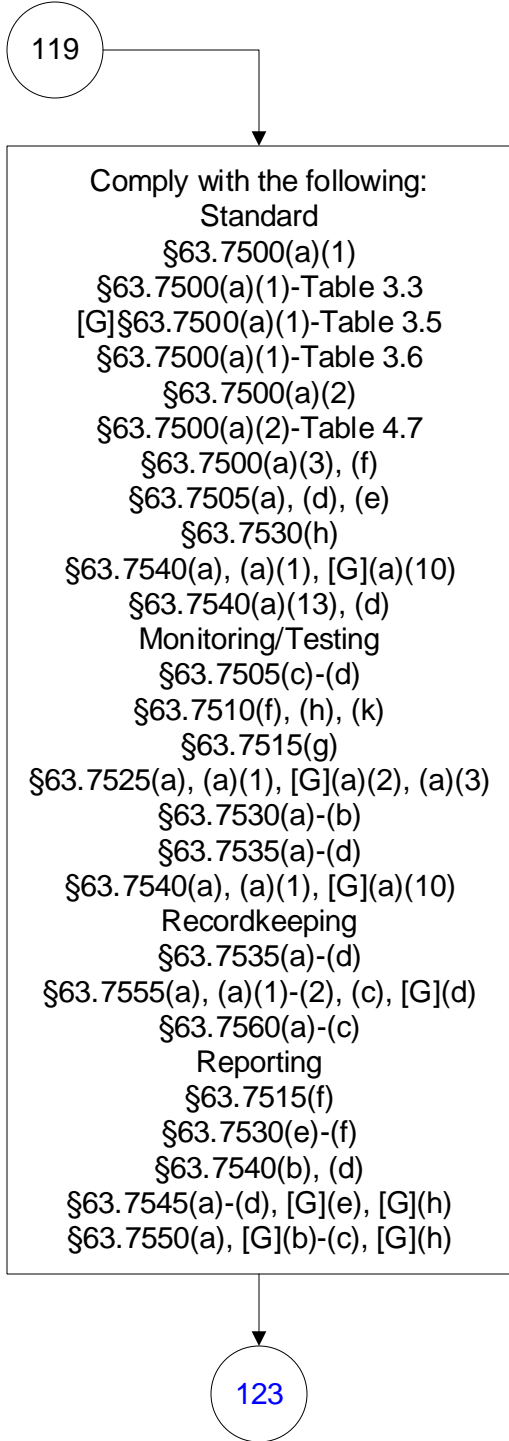 119
Comply with the following:
Standard
§63.7500(a)(1)
§63.7500(a)(1)-Table 3.3
[G]§63.7500(a)(1)-Table 3.5
§63.7500(a)(1)-Table 3.6
§63.7500(a)(2)
§63.7500(a)(2)-Table 4.7
§63.7500(a)(3), (f)
§63.7505(a), (d), (e)
§63.7530(h)
§63.7540(a), (a)(1), [G](a)(10)
§63.7540(a)(13), (d)
Monitoring/Testing
§63.7505(c)-(d)
§63.7510(f), (h), (k)
§63.7515(g)
§63.7525(a), (a)(1), [G](a)(2), (a)(3)
§63.7530(a)-(b)
§63.7535(a)-(d)
§63.7540(a), (a)(1), [G](a)(10)
Recordkeeping
§63.7535(a)-(d)
§63.7555(a), (a)(1)-(2), (c), [G](d)
§63.7560(a)-(c)
Reporting
§63.7515(f)
§63.7530(e)-(f)
§63.7540(b), (d)
§63.7545(a)-(d), [G](e), [G](h)
§63.7550(a), [G](b)-(c), [G](h)
123